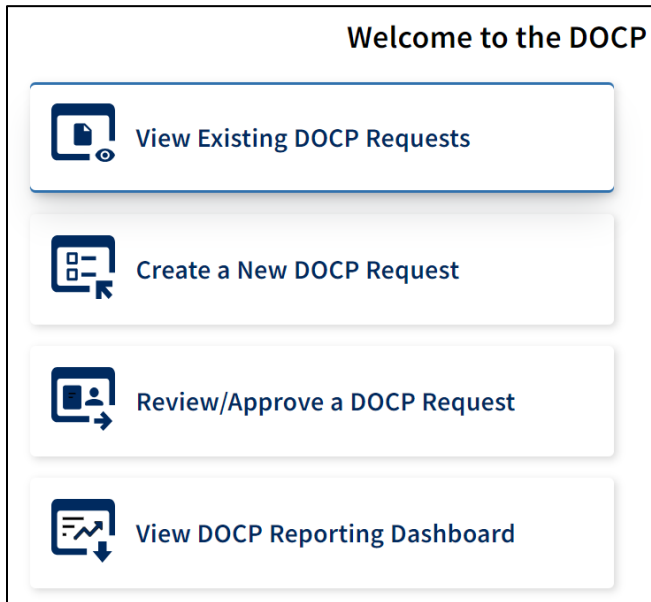 Welcome to the DOCP
View Existing DOCP Requests
Create a New DOCP Request
Review/Approve a DOCP Request
View DOCP Reporting Dashboard